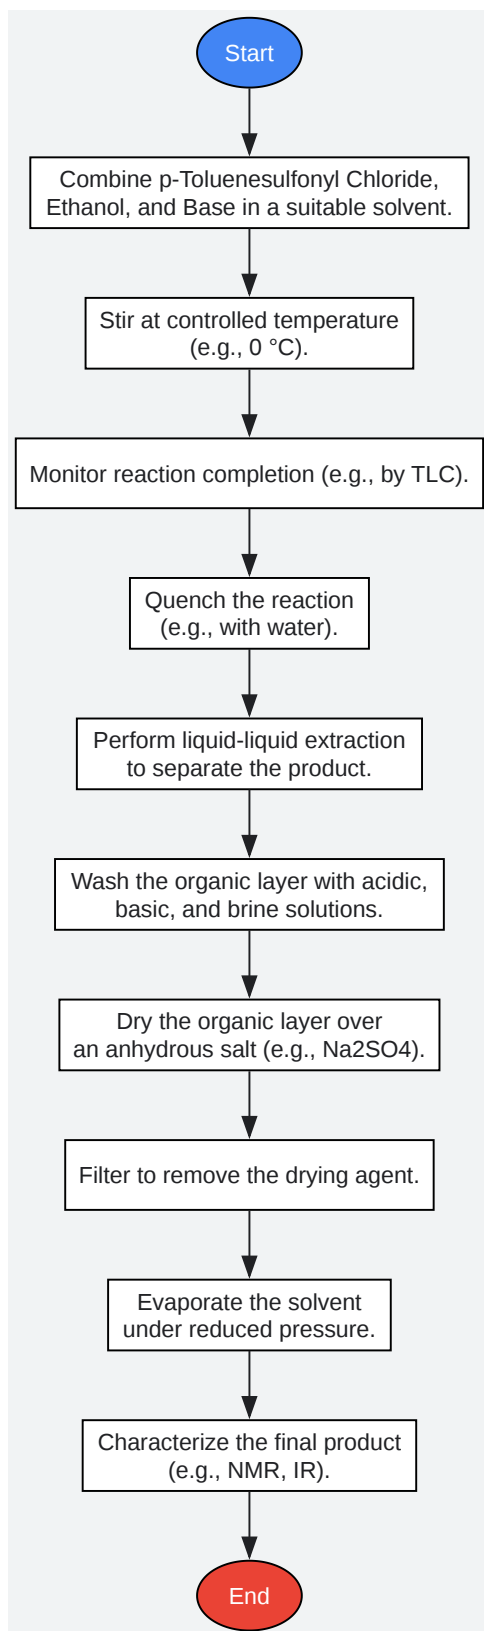 Start
Combine p-Toluenesulfonyl Chloride,
Ethanol, and Base in a suitable solvent.
Stir at controlled temperature
(e.g., 0 °C).
Monitor reaction completion (e.g., by TLC).
Quench the reaction
(e.g., with water).
Perform liquid-liquid extraction
to separate the product.
Wash the organic layer with acidic,
basic, and brine solutions.
Dry the organic layer over
an anhydrous salt (e.g., Na2SO4).
Filter to remove the drying agent.
Evaporate the solvent
under reduced pressure.
Characterize the final product
(e.g., NMR, IR).
End